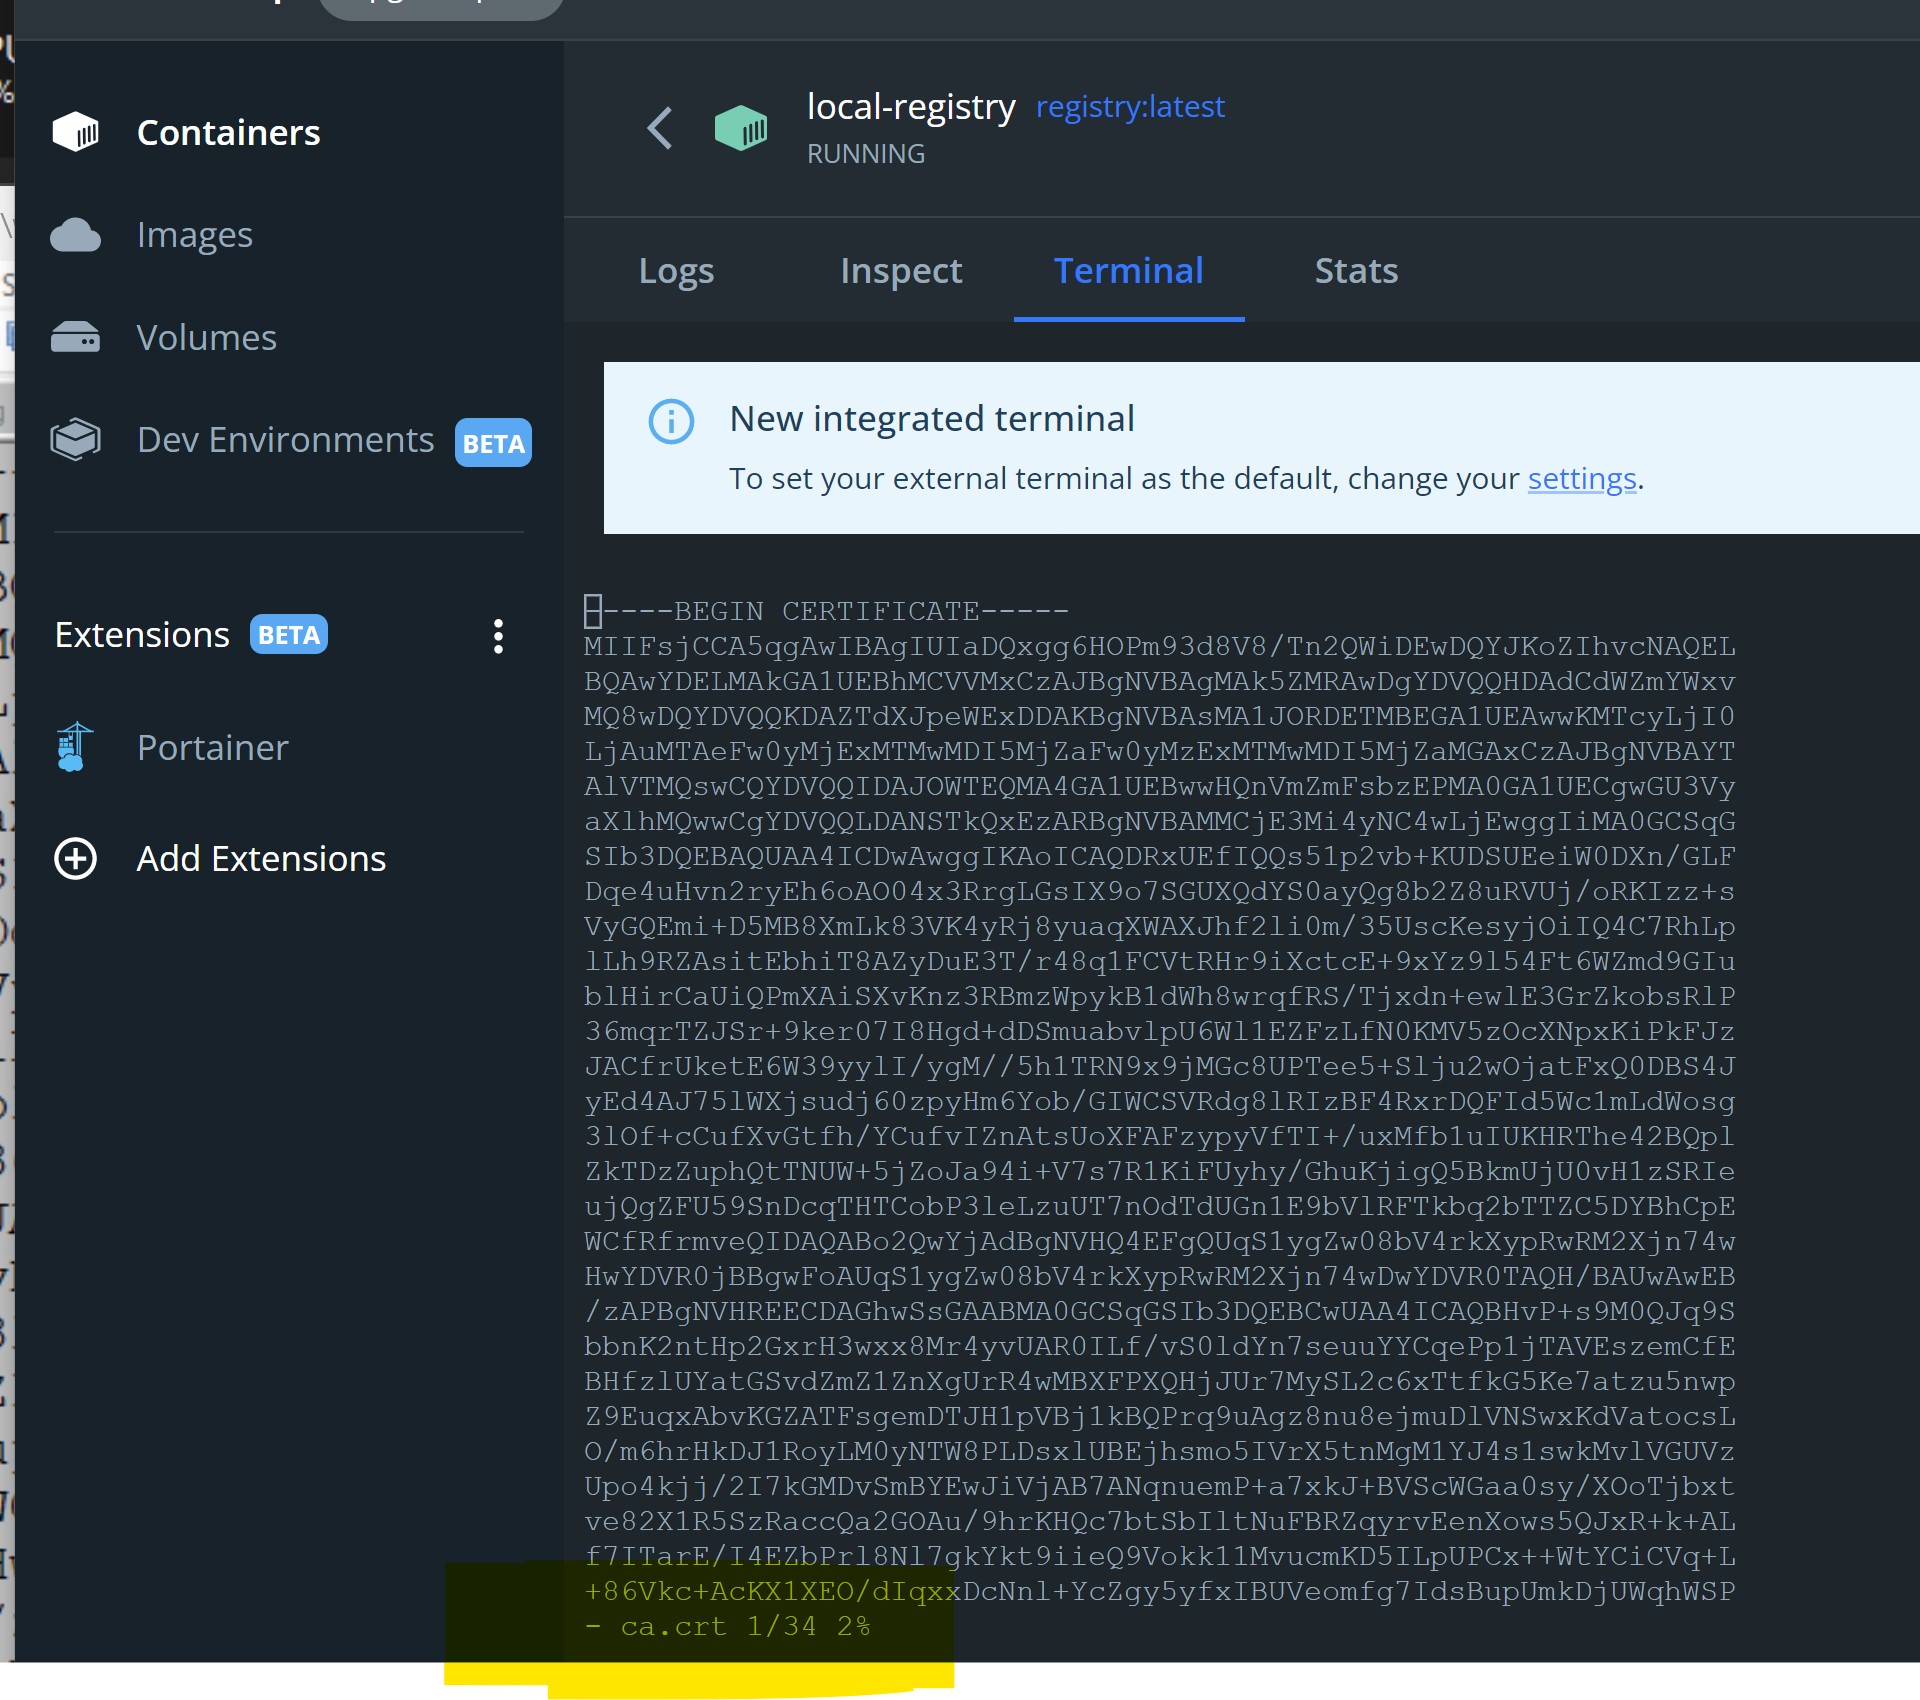 Containers
Images
Volumes
Dev Environments BETA
Extensions BETA
Portainer
Add Extensions
local-registry registry:latest
RUNNING
Logs Inspect Terminal Stats
New integrated terminal
To set your external terminal as the default, change your settings.
-----BEGIN CERTIFICATE-----
MIIFsjCCA5qgAwIBAgIUIaDQxgg6HOPm93d8V8/Tn2QWiDEwDQYJKoZIhvcNAQEL
BQAwYDELMAkGA1UEBhMCVVMxCzAJBgNVBAgMAk5ZMRAwDgYDVQQHDAdCdWZmYWxv
MQ8wDQYDVQQKDAZTdXJpeWExDDAKBgNVBAsMA1JORDETMBEGA1UEAwwKMTcyLjI0
LjAuMTAeFw0yMjExMTMwMDI5MjZaFw0yMzExMTMwMDI5MjZaMGAxCzAJBgNVBAYT
AlVTMQswCQYDVQQIDAJOWTEQMA4GA1UEBwwHQnVmZmFsbzEPMA0GA1UECgwGU3Vy
aXlhMQwwCgYDVQQLDANSTkQxEzARBgNVBAMMCjE3Mi4yNC4wLjEwggIiMA0GCSqG
SIb3DQEBAQUAA4ICDwAwggIKAoICAQDRxUEfIQQs51p2vb+KUDSUEeiW0DXn/GLF
Dqe4uHvn2ryEh6oAO04x3RrgLGsIX9o7SGUXQdYS0ayQg8b2Z8uRVUj/oRKIzz+s
VyGQEmi+D5MB8XmLk83VK4yRj8yuaqXWAXJhf2li0m/35UscKesyjOiIQ4C7RhLp
lLh9RZAsitEbhiT8AZyDuE3T/r48q1FCVtRHr9iXctcE+9xYz9l54Ft6WZmd9GIu
blHirCaUiQPmXAiSXvKnz3RBmzWpykB1dWh8wrqfRS/Tjxdn+ewlE3GrZkobsRlP
36mqrTZJSr+9ker07I8Hgd+dDSmuabvlpU6Wl1EZFzLfN0KMV5zOcXNpxKiPkFJz
JACfrUketE6W39yylI/ygM//5h1TRN9x9jMGc8UPTee5+Slju2wOjatFxQ0DBS4J
yEd4AJ75lWXjsudj60zpyHm6Yob/GIWCSVRdg8lRIzBF4RxrDQFId5Wc1mLdWosg
3lOf+cCufXvGtfh/YCufvIZnAtsUoXFAFzypyVfTI+/uxMfb1uIUKHRThe42BQpl
ZkTDzZuphQtTNUW+5jZoJa94i+V7s7R1KiFUyhy/GhuKjigQ5BkmUjU0vH1zSRIe
ujQgZFU59SnDcqTHTCobP3leLzuUT7nOdTdUGn1E9bVlRFTkbq2bTTZC5DYBhCpE
WCfRfrmveQIDAQABo2QwYjAdBgNVHQ4EFgQUqS1ygZw08bV4rkXypRwRM2Xjn74w
HwYDVR0jBBgwFoAUqS1ygZw08bV4rkXypRwRM2Xjn74wDwYDVR0TAQH/BAUwAwEB
/zAPBgNVHREECDAGhwSsGAABMA0GCSqGSIb3DQEBCwUAA4ICAQBHvP+s9M0QJq9S
bbnK2ntHp2GxrH3wxx8Mr4yvUAR0ILf/vS0ldYn7seuuYYCqePp1jTAVEszemCfE
BHfzlUYatGSvdZmZ1ZnXgUrR4wMBXFPXQHjJUr7MySL2c6xTtfkG5Ke7atzu5nwp
Z9EuqxAbvKGZATFsgemDTJH1pVBj1kBQPrq9uAgz8nu8ejmuDlVNSwxKdVatocsL
O/m6hrHkDJ1RoyLM0yNTW8PLDsxlUBEjhsmo5IVrX5tnMgM1YJ4s1swkMvlVGUVz
Upo4kjj/2I7kGMDvSmBYEwJiVjAB7ANqnuemP+a7xkJ+BVScWGaa0sy/XOoTjbxt
ve82X1R5SzRaccQa2GOAu/9hrKHQc7btSbIltNuFBRZqyrvEenXows5QJxR+k+AL
f7ITarE/I4EZbPrl8Nl7gkYkt9iieQ9Vokk11MvucmKD5ILpUPCx++WtYCiCVq+L
+86Vkc+AcKX1XEO/dIqxxDcNnl+YcZgy5yfxIBUVeomfg7IdsBupUmkDjUWqhWSP
- ca.crt 1/34 2%